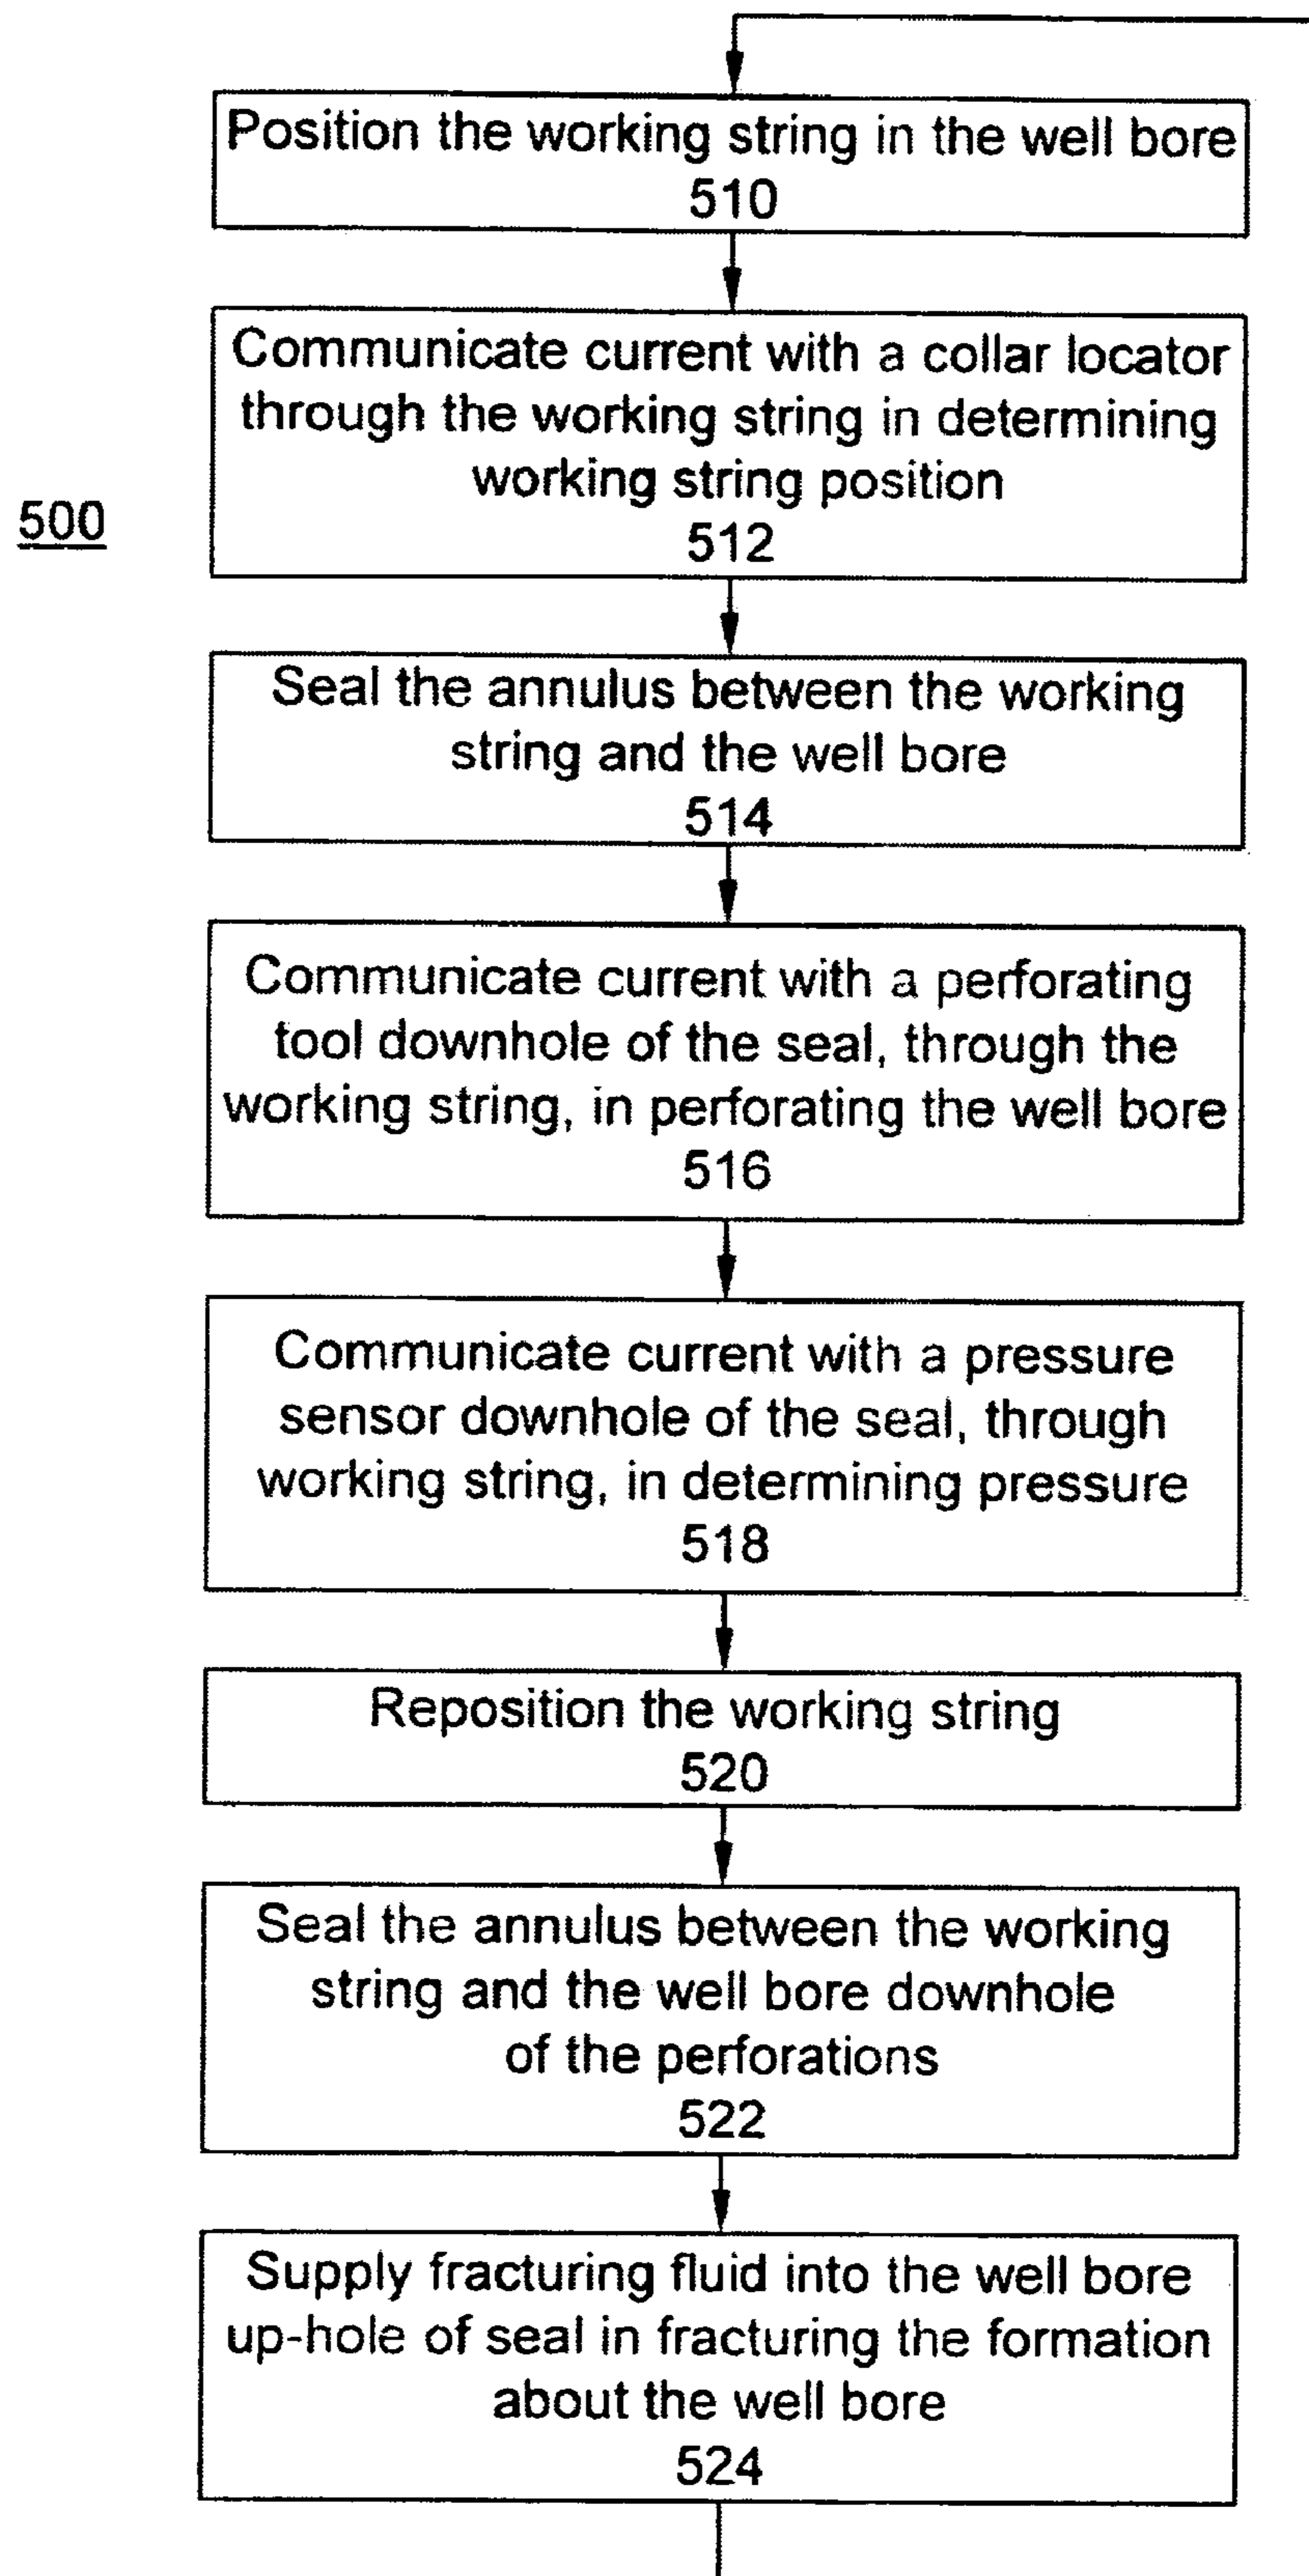 Position the working string in the well bore
510
Communicate current with a collar locator
through the working string in determining
working string position
512
500
Seal the annulus between the working
string and the well bore
514
Communicate current with a perforating
tool downhole of the seal, through the
working string, in perforating the well bore
516
Communicate current with a pressure
sensor downhole of the seal, through
working string, in determining pressure
518
Reposition the working string
520
Seal the annulus between the working
string and the well bore downhole
of the perforations
522
Supply fracturing fluid into the well bore
up-hole of seal in fracturing the formation
about the well bore
524